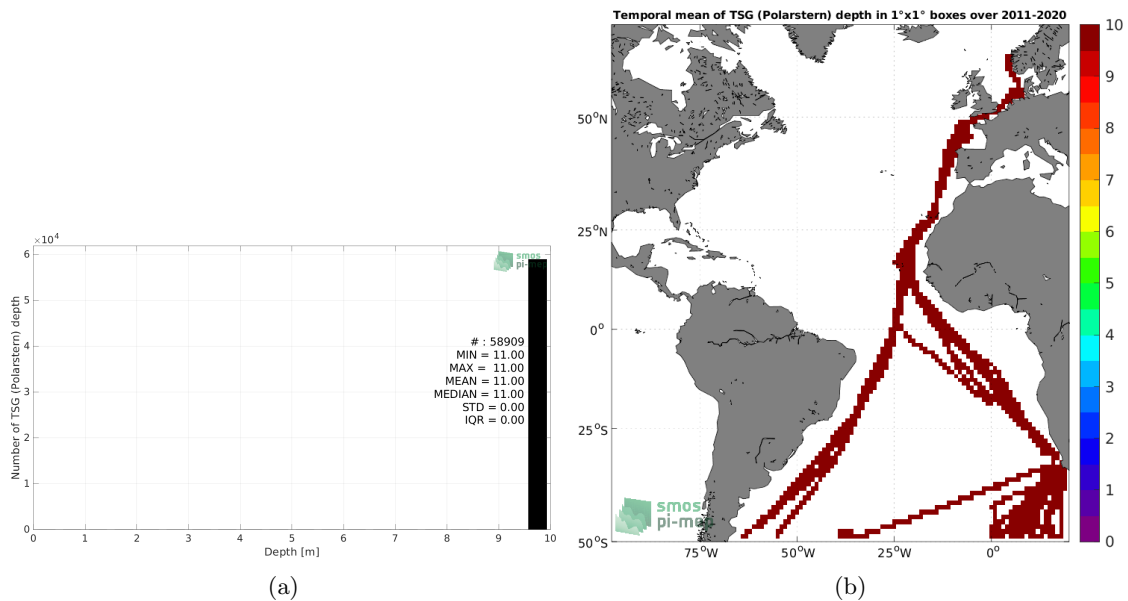 Temporal mean of TSG (Polarstern) depth in 1°x1° boxes over 2011-2020
×10⁴
6
5
4
3
2
1
0
Number of TSG (Polarstern) depth
smos
pi-mep
# : 58909
MIN = 11.00
MAX = 11.00
MEAN = 11.00
MEDIAN = 11.00
STD = 0.00
IQR = 0.00
0 1 2 3 4 5 6 7 8 9 10
Depth [m]
50°N
25°N
0°
25°S
50°S
75°W 50°W 25°W 0°
smos
pi-mep
10
9
8
7
6
5
4
3
2
1
0
(a)
(b)